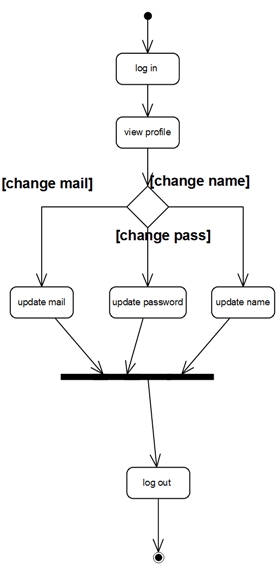 log in
view profile
[change mail]
[change name]
[change pass]
update mail
update password
update name
log out